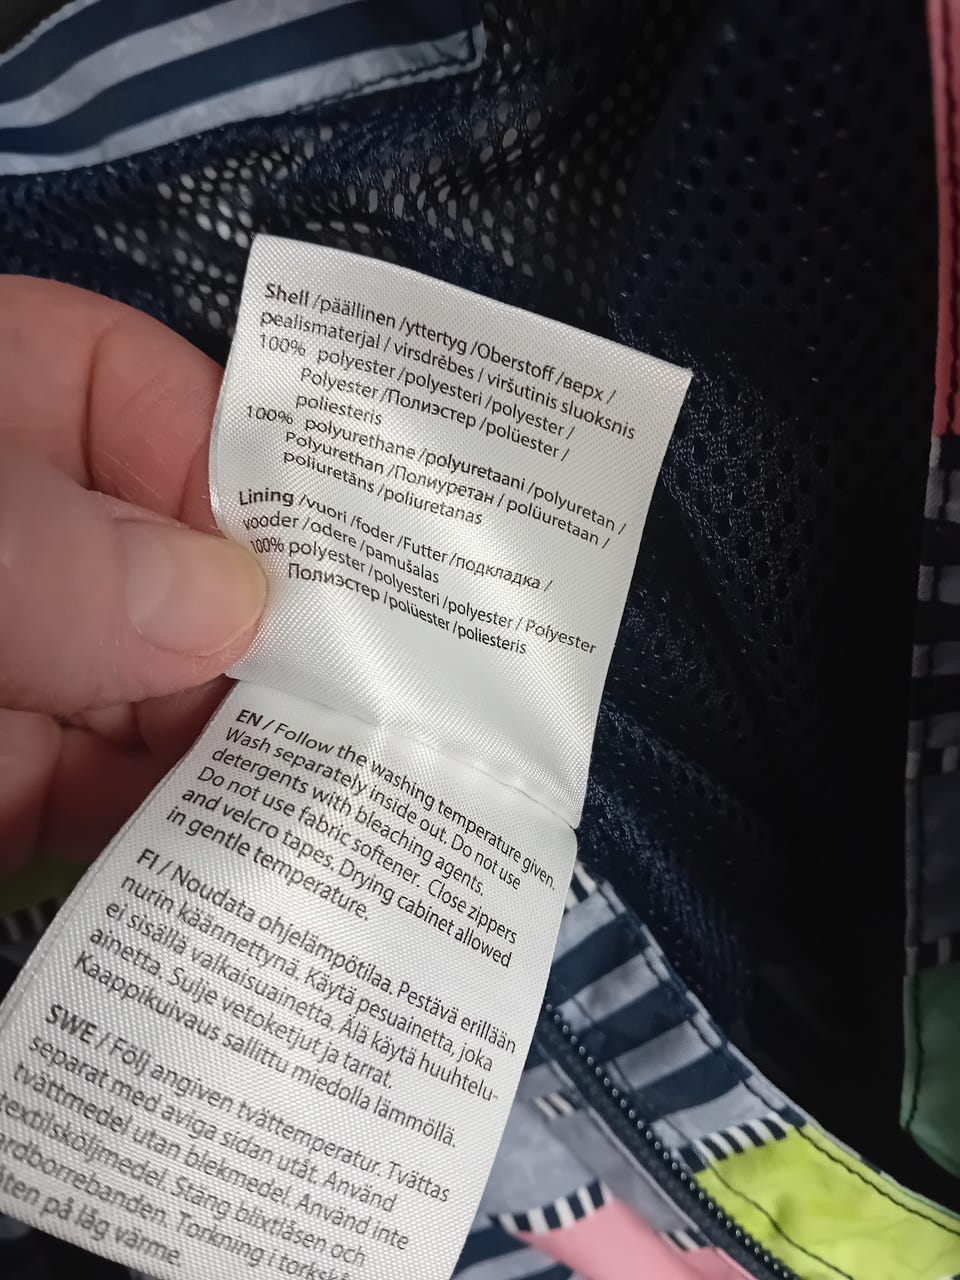 Shell /päällinen /yttertyg /Oberstoff /верх /
pealismaterjal / virsdrēbes / viršutinis sluoksnis
100% polyester /polyesteri /polyester /
Polyester /Полиэстер /polüester /
poliesteris
100% polyurethane /polyuretaani /polyuretan /
Polyurethan /Полиуретан / polüuretaan /
poliuretāns /poliuretanas
Lining /vuori /foder /Futter /подкладка /
vooder /odere /pamušalas
100% polyester /polyesteri /polyester / Polyester
Полиэстер /polüester /poliesteris
EN / Follow the washing temperature given.
Wash separately inside out. Do not use
detergents with bleaching agents.
Do not use fabric softener. Close zippers
and velcro tapes. Drying cabinet allowed
in gentle temperature.
FI / Noudata ohjelämpötilaa. Pestävä erillään
nurin käännettynä. Käytä pesuainetta, joka
ei sisällä valkaisuainetta. Älä käytä huuhtelu-
ainetta. Sulje vetoketjut ja tarrat.
Kaappikuivaus sallittu miedolla lämmöllä.
SWE / Följ angiven tvättemperatur. Tvättas
separat med aviga sidan utåt. Använd
tvättmedel utan blekmedel. Använd inte
textilsköljmedel. Stäng blixtlåsen och
ardborrebanden. Torkning i torksk
på låg värme.